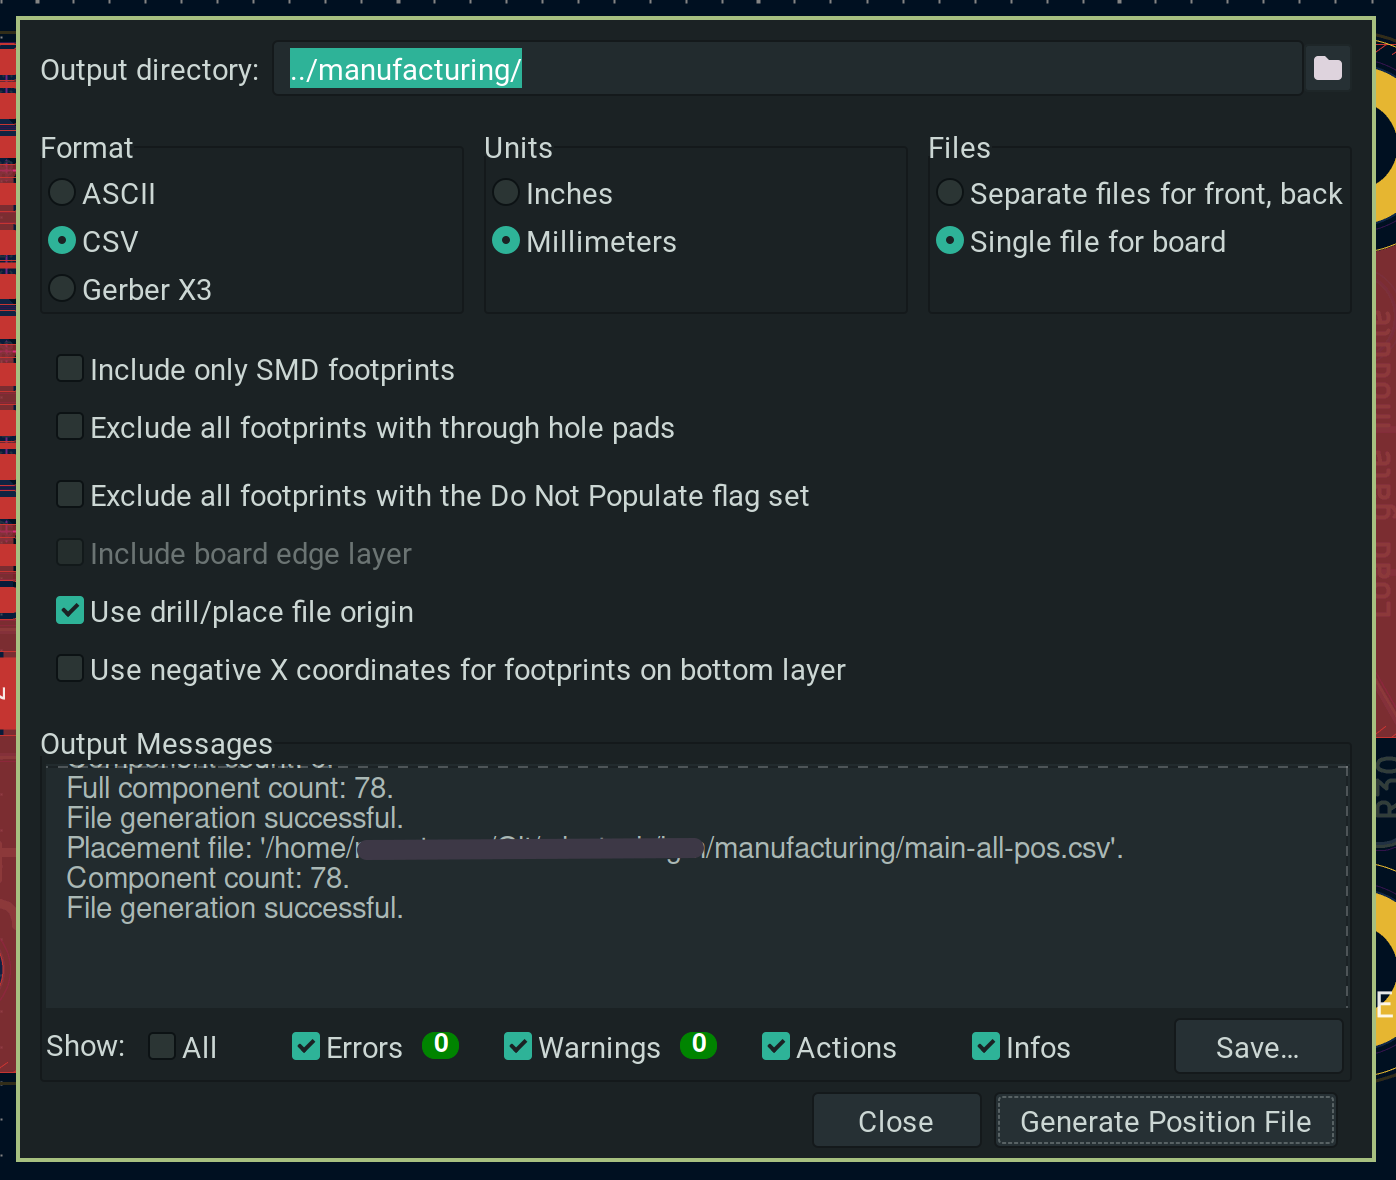 Output directory: ../manufacturing/
Format
ASCII
CSV
Gerber X3
Units
Inches
Millimeters
Files
Separate files for front, back
Single file for board
Include only SMD footprints
Exclude all footprints with through hole pads
Exclude all footprints with the Do Not Populate flag set
Include board edge layer
Use drill/place file origin
Use negative X coordinates for footprints on bottom layer
Output Messages
Full component count: 78.
File generation successful.
Placement file: '/home/ /manufacturing/main-all-pos.csv'.
Component count: 78.
File generation successful.
Show: All Errors 0 Warnings 0 Actions Infos Save...
Close Generate Position File